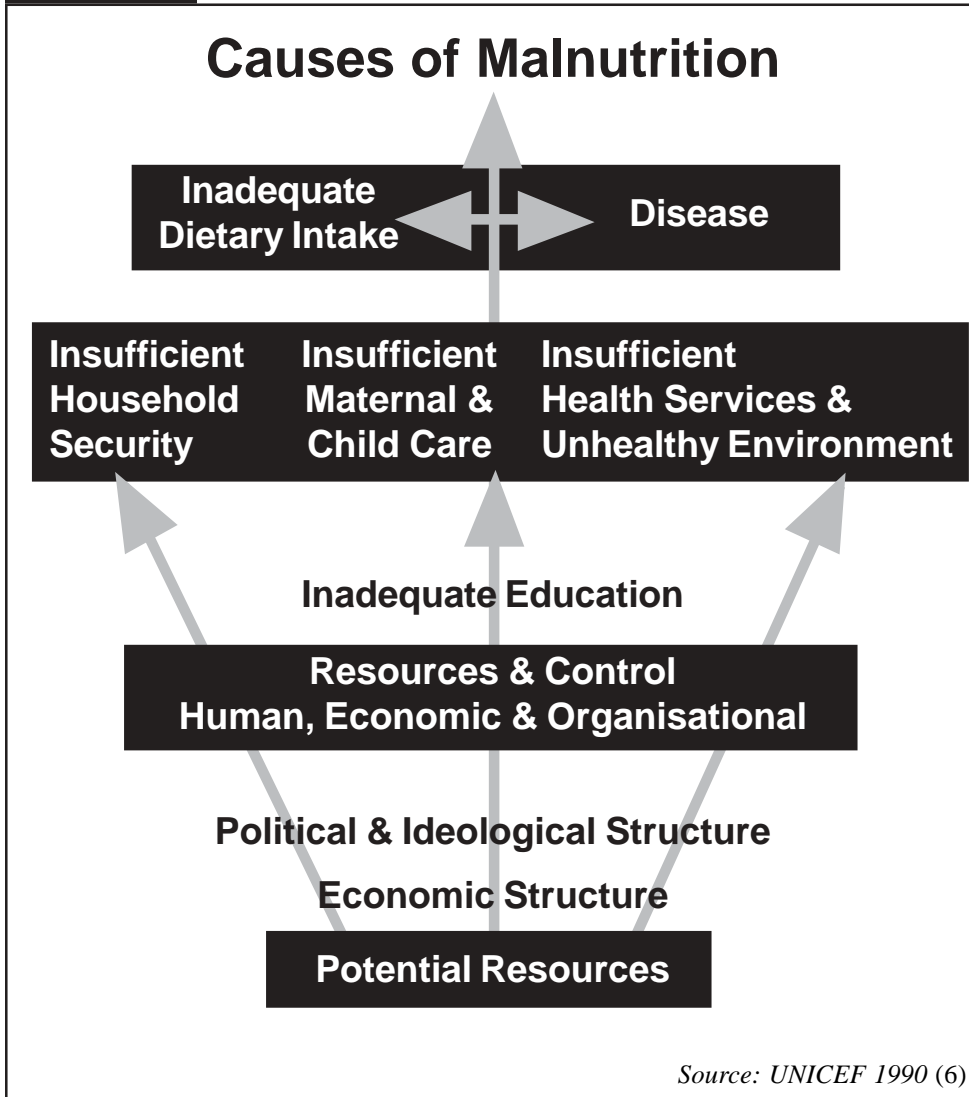 Causes of Malnutrition
Inadequate
Dietary Intake
Disease
Insufficient
Household
Security
Insufficient
Maternal &
Child Care
Insufficient
Health Services &
Unhealthy Environment
Inadequate Education
Resources & Control
Human, Economic & Organisational
Political & Ideological Structure
Economic Structure
Potential Resources
Source: UNICEF 1990 (6)